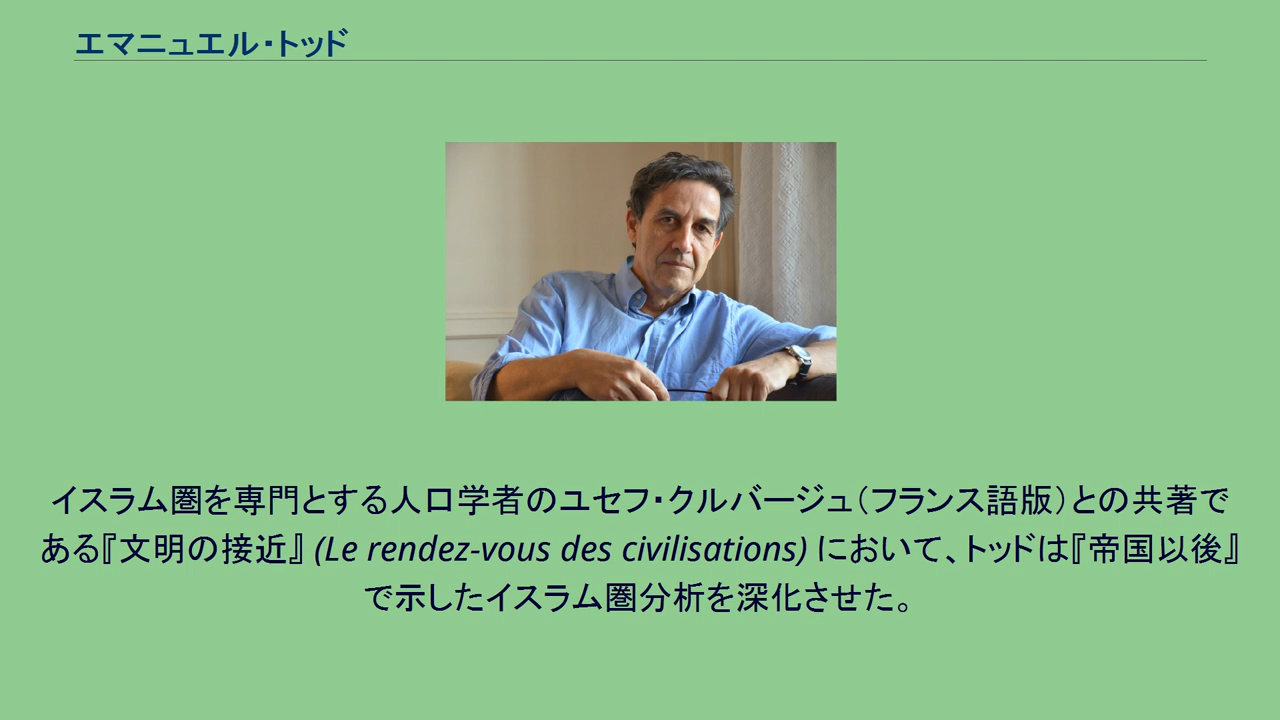 エマニュエル・トッド
イスラム圏を専門とする人口学者のユセフ・クルバージュ（フランス語版）との共著で
ある『文明の接近』 (Le rendez-vous des civilisations) において、トッドは『帝国以後』
で示したイスラム圏分析を深化させた。